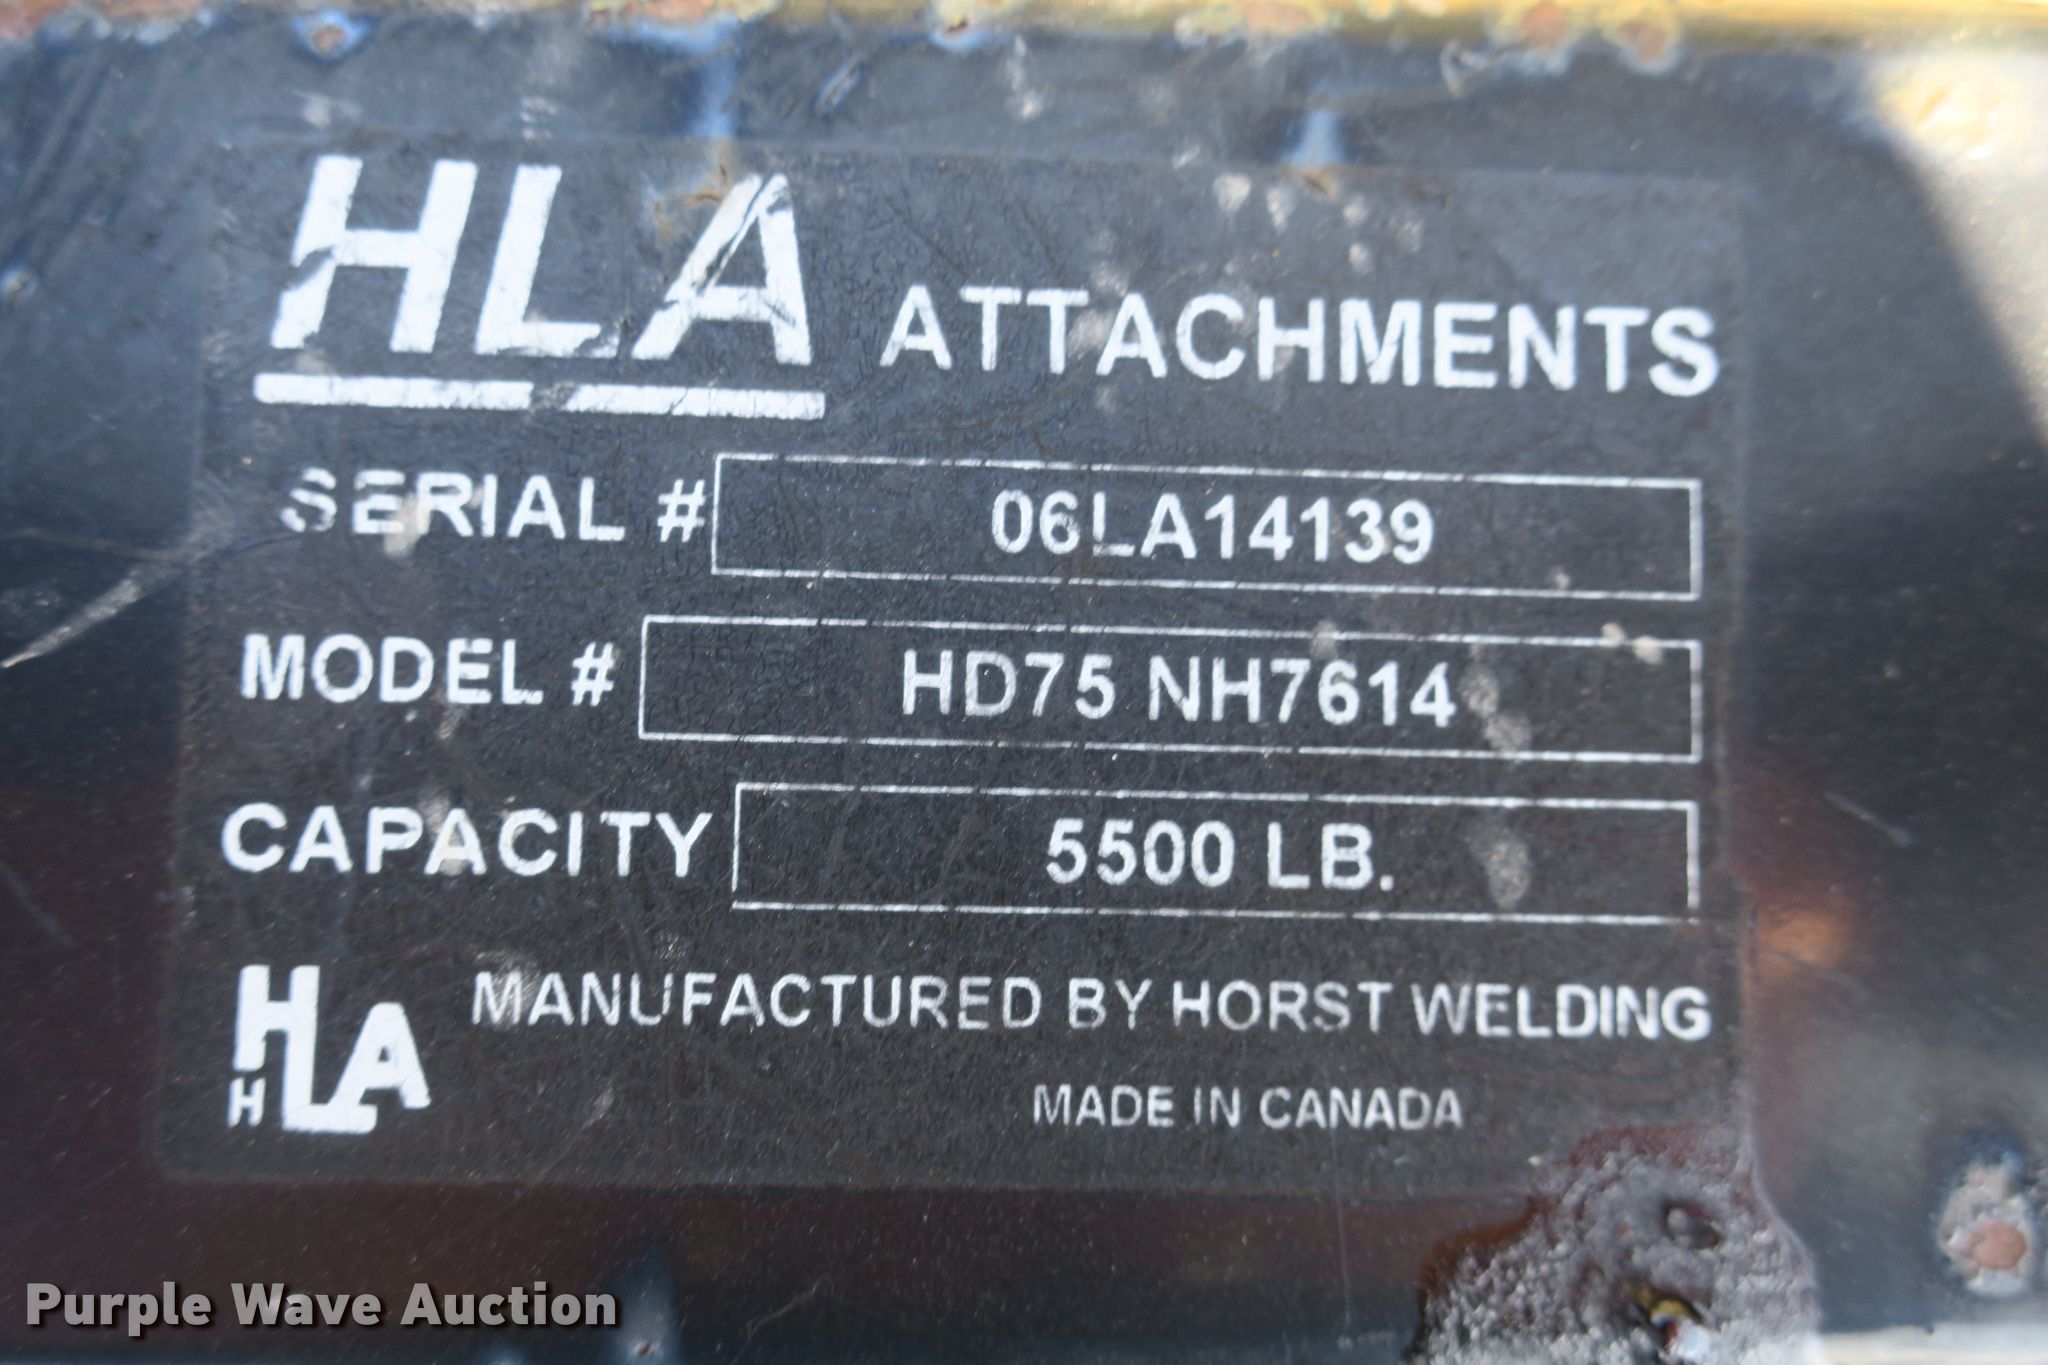 HLA ATTACHMENTS
SERIAL # 06LA14139
MODEL # HD75 NH7614
CAPACITY 5500 LB.
HLA H MANUFACTURED BY HORST WELDING
MADE IN CANADA
Purple Wave Auction